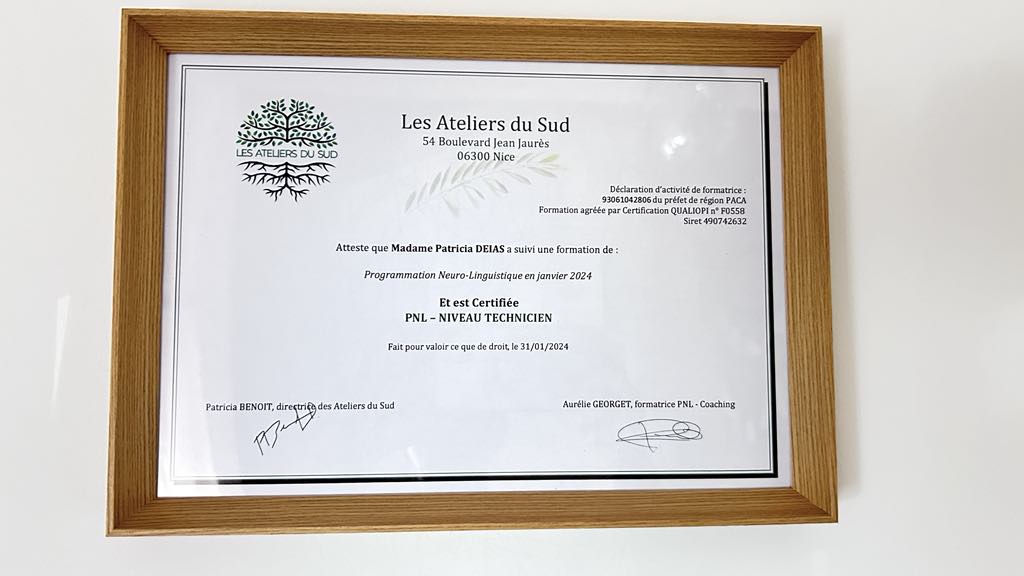 LES ATELIERS DU SUD
Les Ateliers du Sud
54 Boulevard Jean Jaurès
06300 Nice
Déclaration d'activité de formatrice :
93061042806 du préfet de région PACA
Formation agréée par Certification QUALIOPI n° F0558
Siret 490742632
Atteste que Madame Patricia DEIAS a suivi une formation de :
Programmation Neuro-Linguistique en janvier 2024
Et est Certifiée
PNL – NIVEAU TECHNICIEN
Fait pour valoir ce que de droit, le 31/01/2024
Patricia BENOIT, directrice des Ateliers du Sud
Aurélie GEORGET, formatrice PNL - Coaching